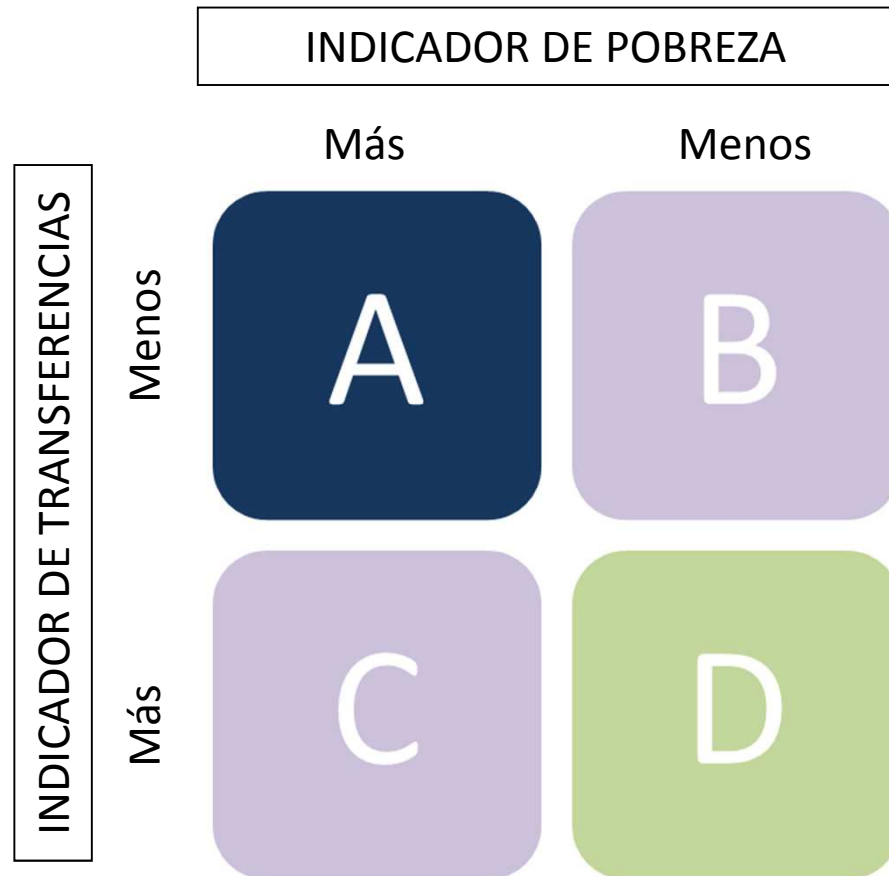 INDICADOR DE POBREZA
Más
Menos
INDICADOR DE TRANSFERENCIAS
Menos
A
B
Más
C
D